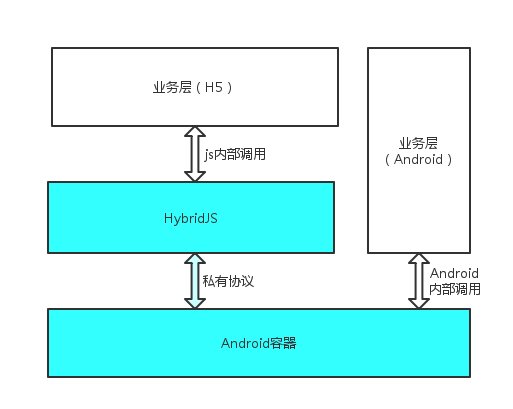 业务层（H5）
业务层
（Android）
js内部调用
HybridJS
私有协议
Android
内部调用
Android容器